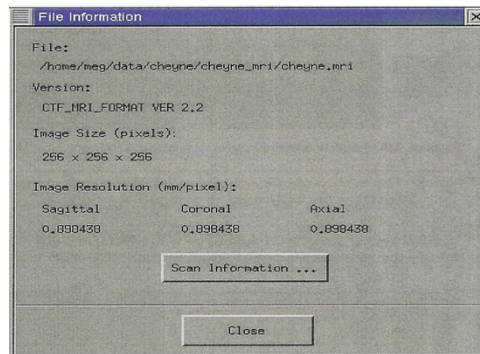 File Information
File:
/home/meg/data/cheyne/cheyne_mri/cheyne.mri
Version:
CTF_MRI_FORMAT VER 2.2
Image Size (pixels):
256 x 256 x 256
Image Resolution (mm/pixel):
Sagittal Coronal Axial
0.898438 0.898438 0.898438
Scan Information ...
Close